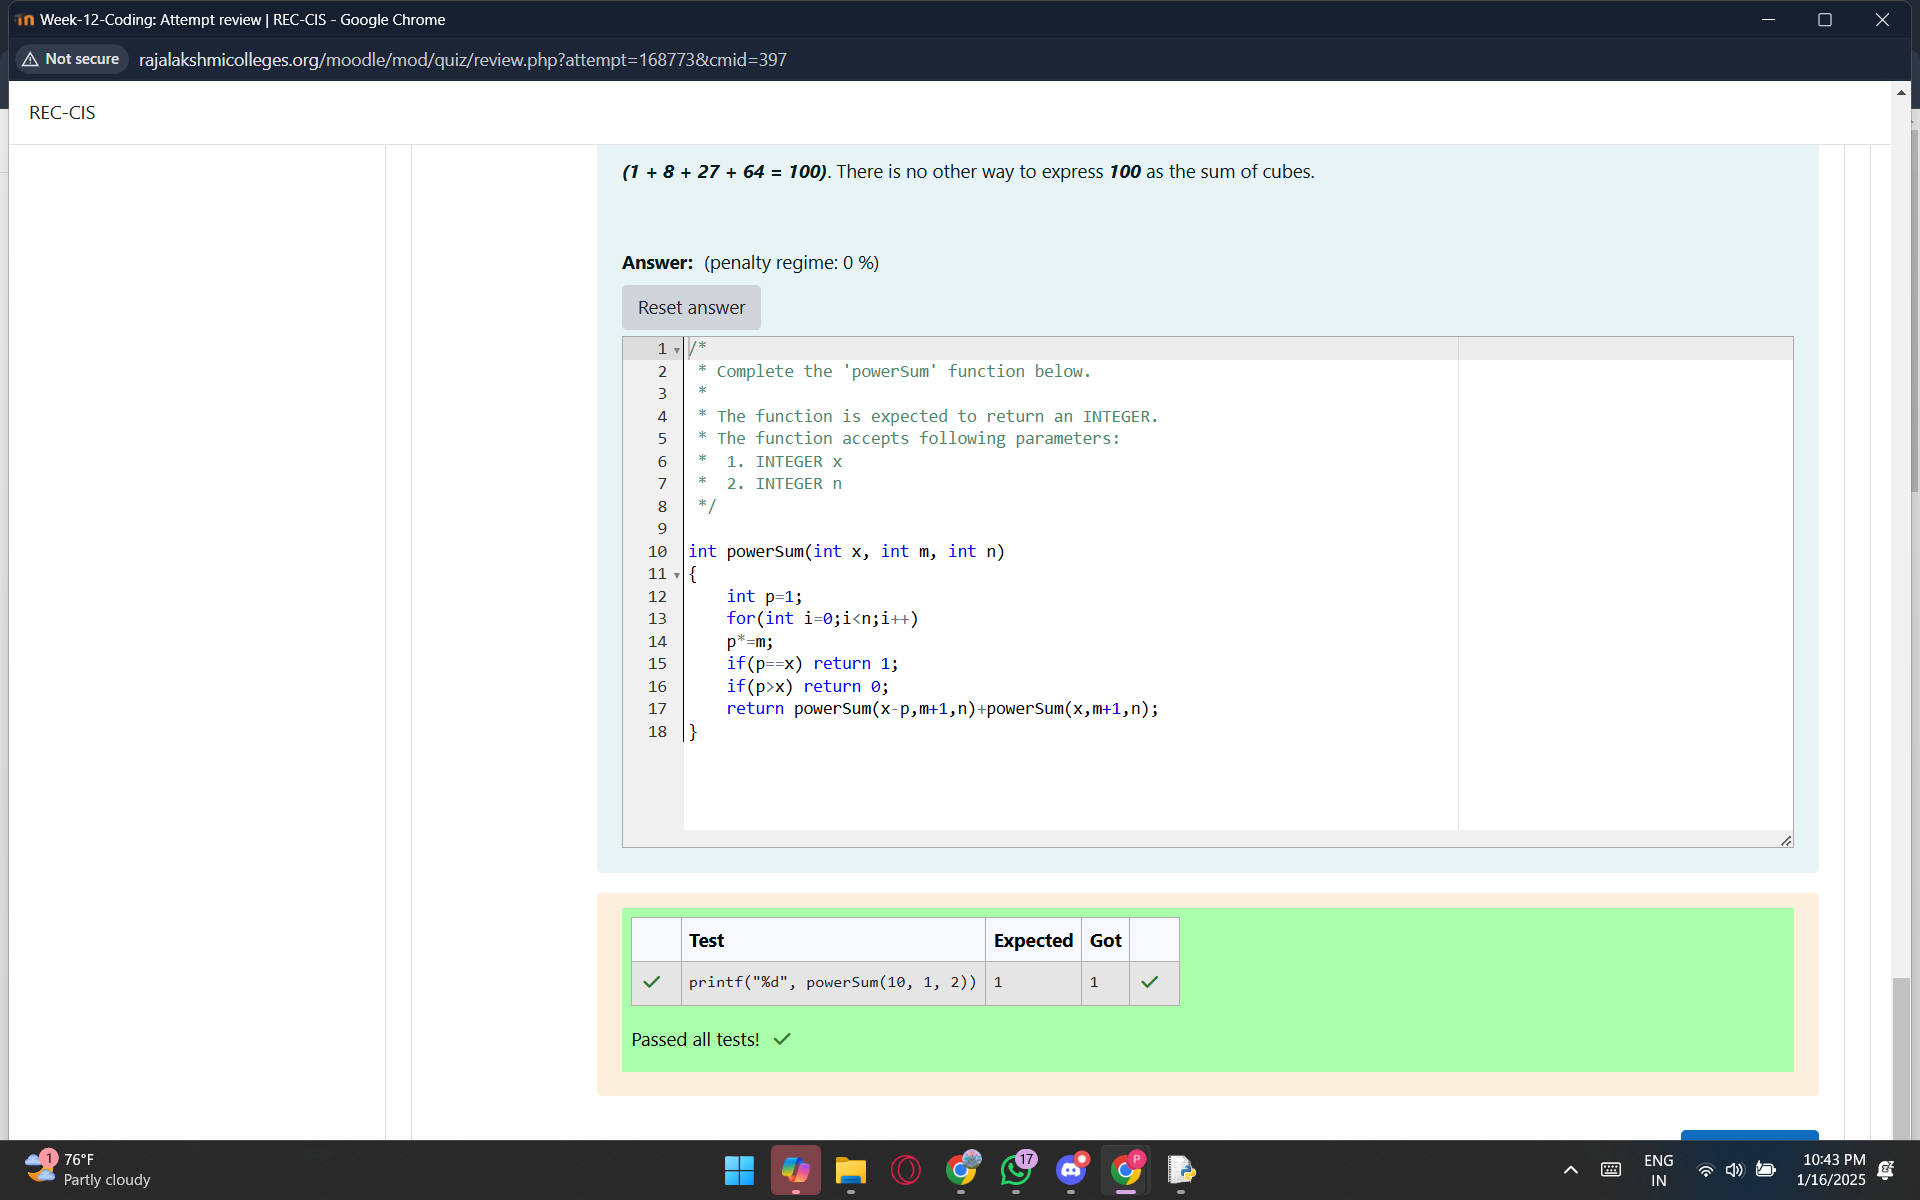 Week-12-Coding: Attempt review | REC-CIS - Google Chrome
Not secure rajalakshmicolleges.org/moodle/mod/quiz/review.php?attempt=168773&cmid=397
REC-CIS
(1 + 8 + 27 + 64 = 100). There is no other way to express 100 as the sum of cubes.
Answer: (penalty regime: 0 %)
Reset answer
1 /*
2 * Complete the 'powerSum' function below.
3 *
4 * The function is expected to return an INTEGER.
5 * The function accepts following parameters:
6 * 1. INTEGER x
7 * 2. INTEGER n
8 */
9
10 int powerSum(int x, int m, int n)
11 {
12 int p=1;
13 for(int i=0;i<n;i++)
14 p*=m;
15 if(p==x) return 1;
16 if(p>x) return 0;
17 return powerSum(x-p,m+1,n)+powerSum(x,m+1,n);
18 }
Test Expected Got
printf("%d", powerSum(10, 1, 2)) 1 1
Passed all tests!
1 76°F
Partly cloudy
17
P
ENG
IN
10:43 PM
1/16/2025